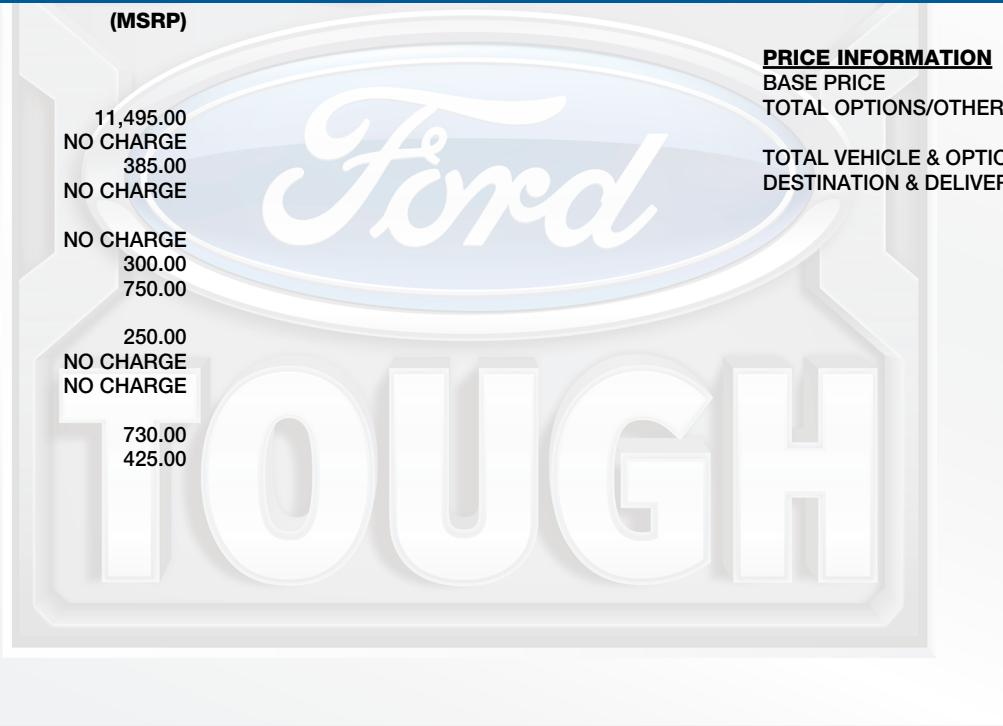 (MSRP)
11,495.00
NO CHARGE
385.00
NO CHARGE
NO CHARGE
300.00
750.00
250.00
NO CHARGE
NO CHARGE
730.00
425.00
PRICE INFORMATION
BASE PRICE
TOTAL OPTIONS/OTHER
TOTAL VEHICLE & OPTIO
DESTINATION & DELIVER
Ford
TOUGH